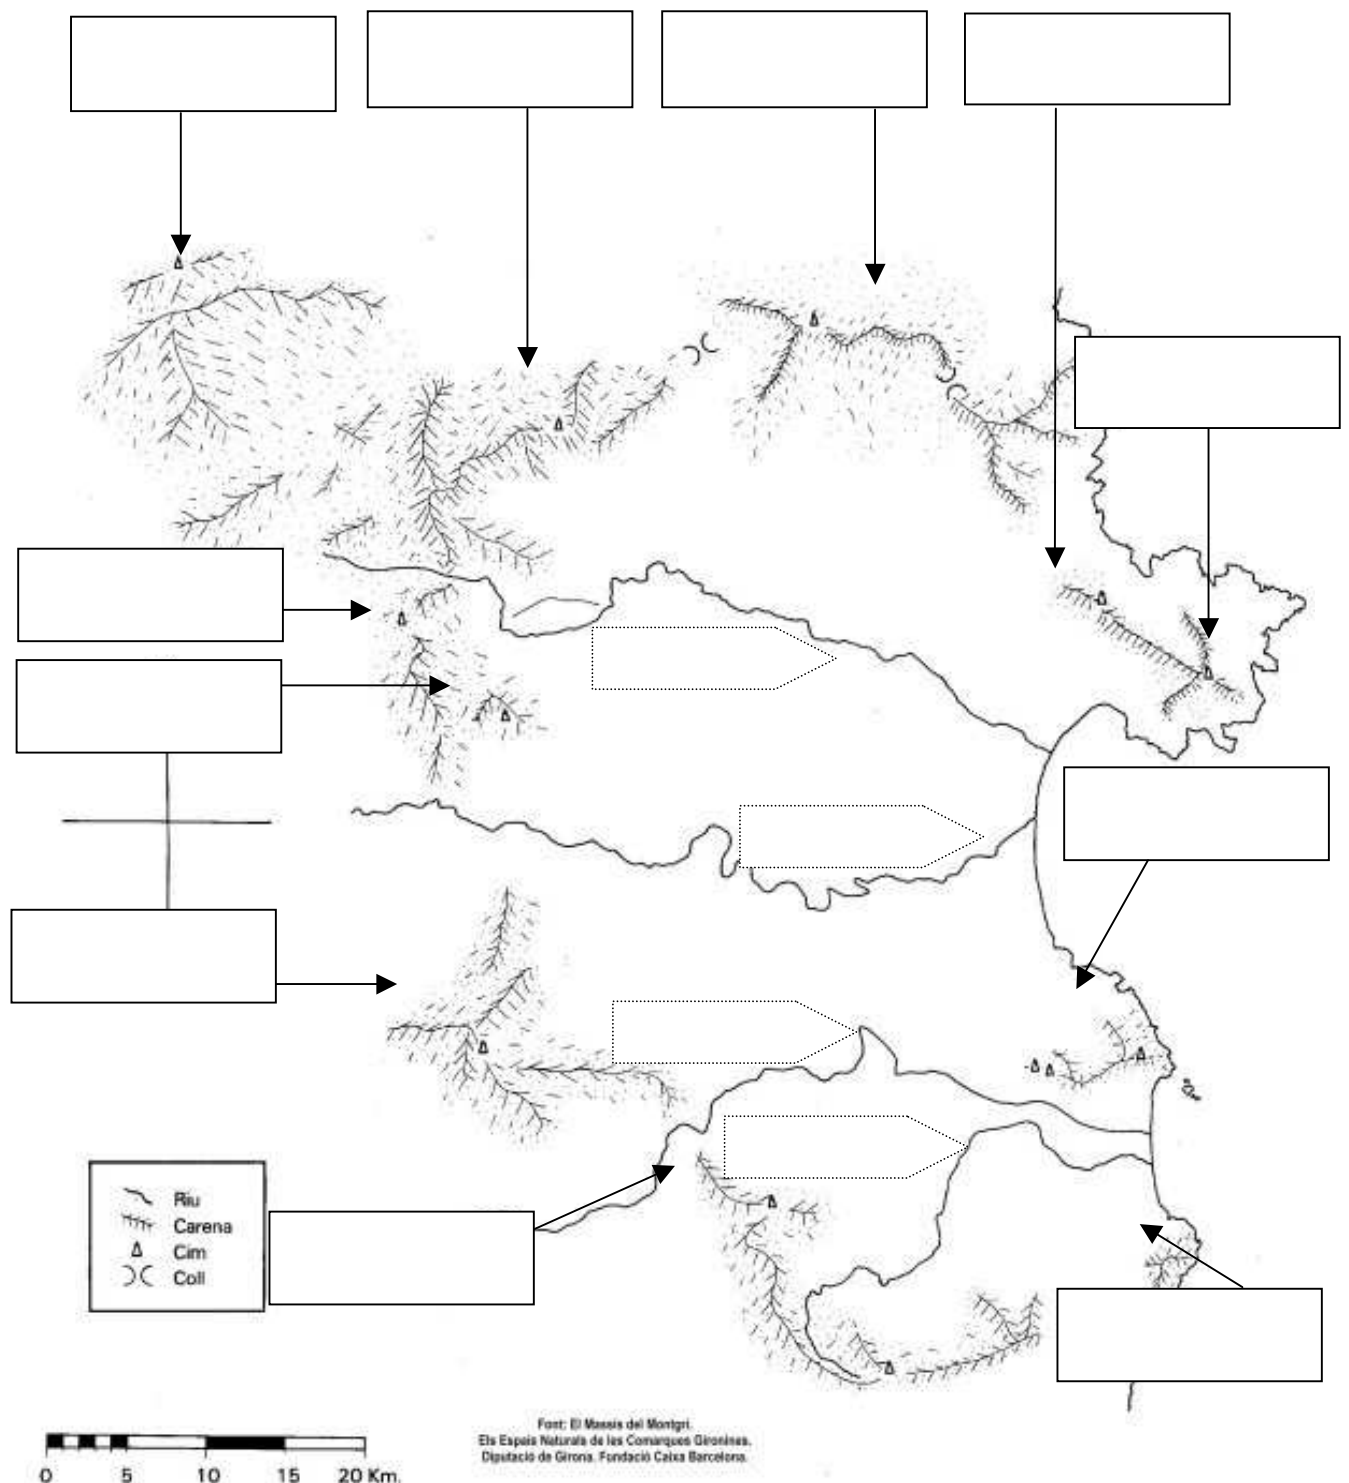 Riu
Carena
Cim
Coll
0 5 10 15 20 Km.
Font: El Massis del Montgrí.
Els Espais Naturals de les Comarques Gironines.
Diputació de Girona. Fundació Caixa Barcelona.